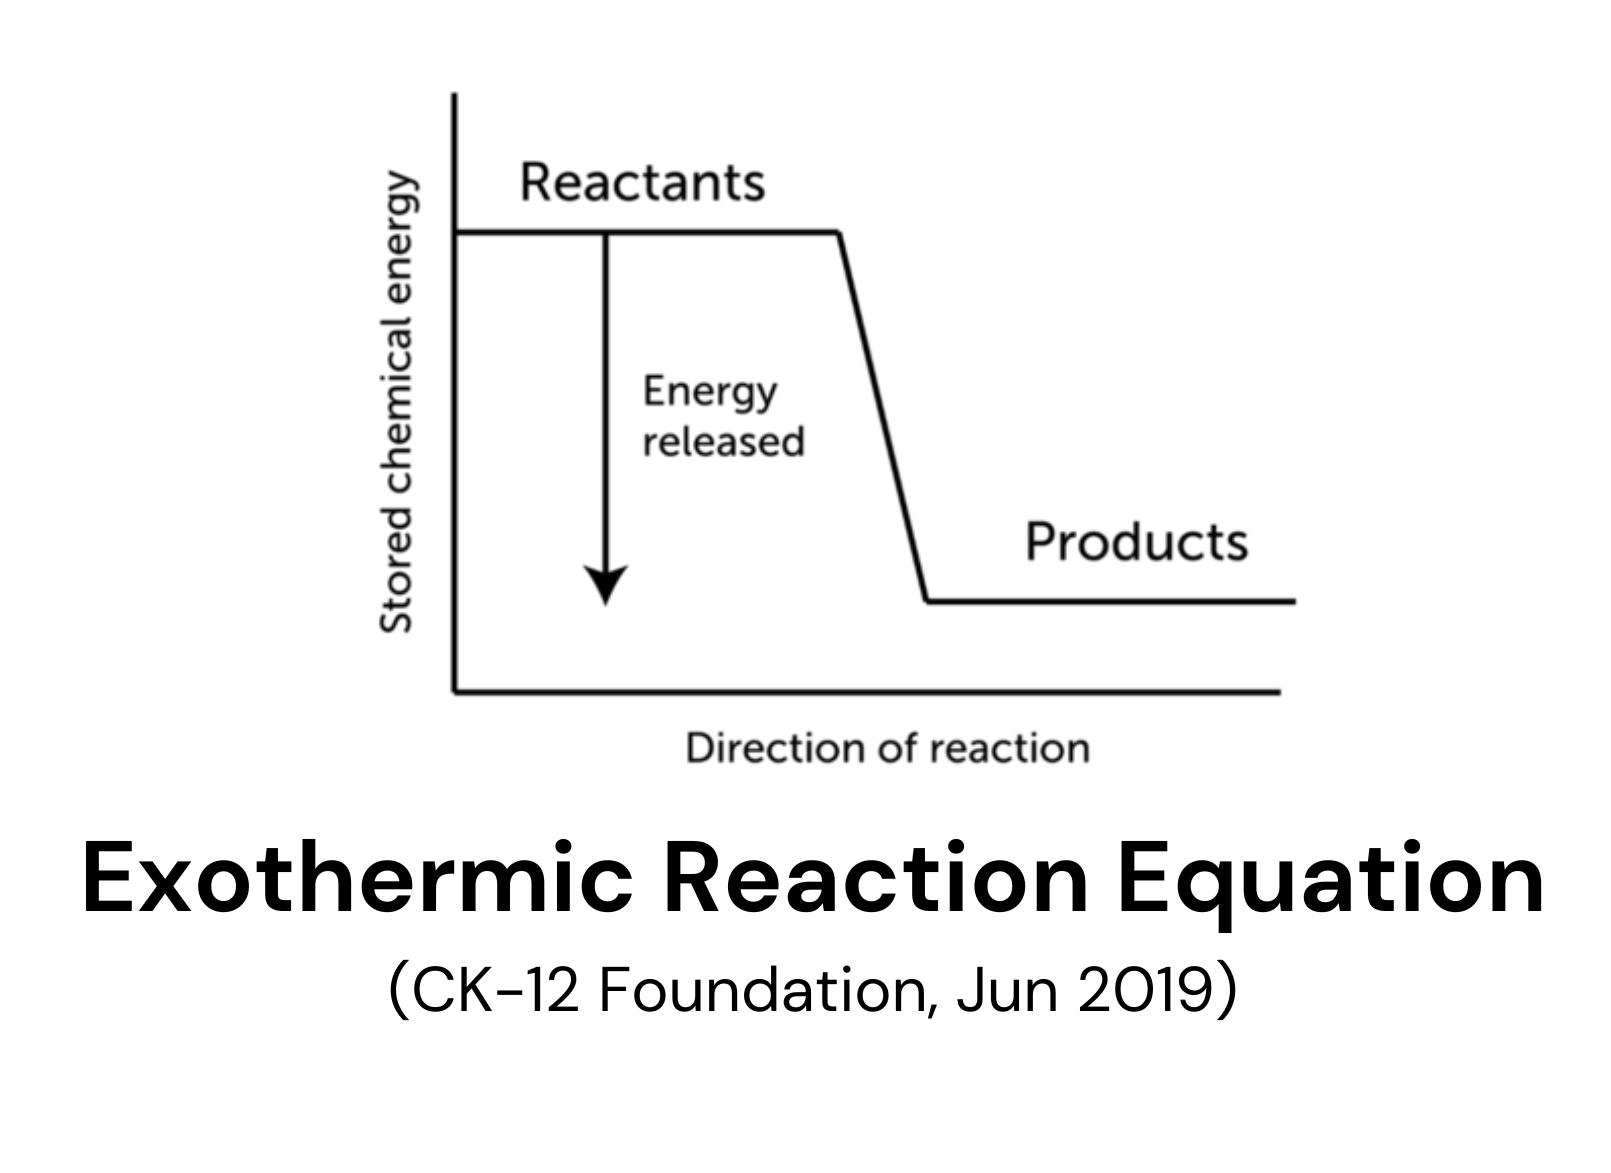 Reactants
Stored chemical energy
Energy
released
Products
Direction of reaction
Exothermic Reaction Equation
(CK-12 Foundation, Jun 2019)